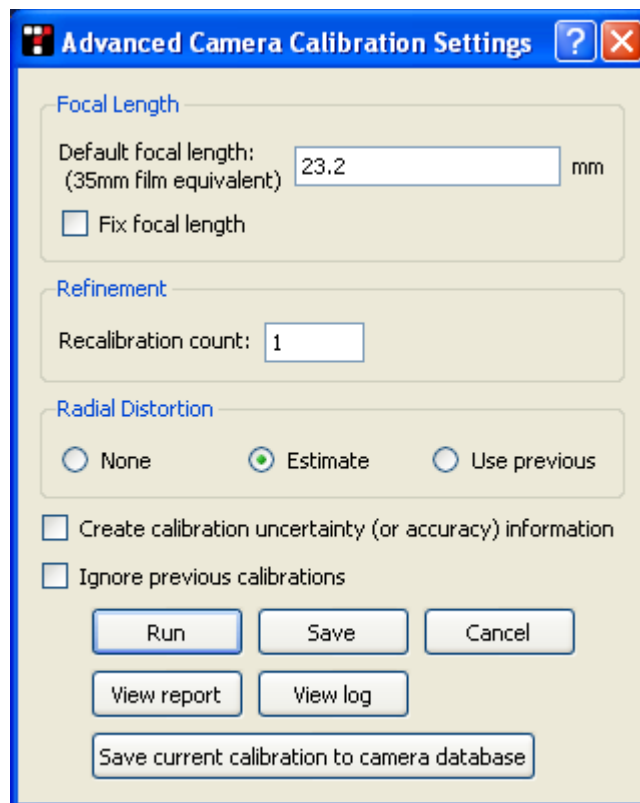 Advanced Camera Calibration Settings
Focal Length
Default focal length:
(35mm film equivalent)
23.2
mm
Fix focal length
Refinement
Recalibration count: 1
Radial Distortion
None Estimate Use previous
Create calibration uncertainty (or accuracy) information
Ignore previous calibrations
Run Save Cancel
View report View log
Save current calibration to camera database